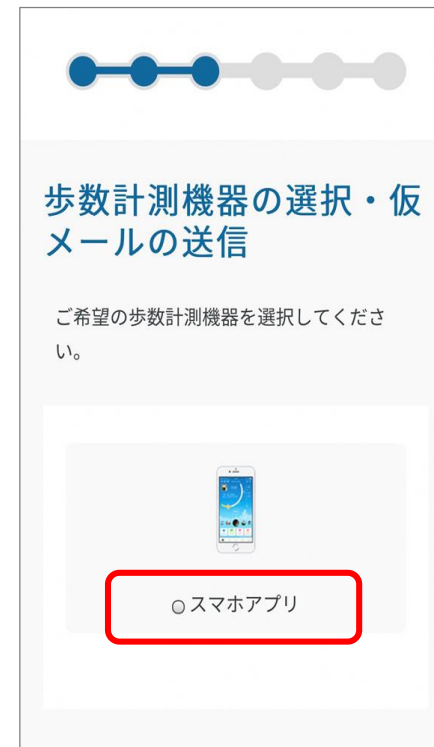 歩数計測機器の選択・仮
メールの送信
ご希望の歩数計測機器を選択してくださ
い。
スマホアプリ